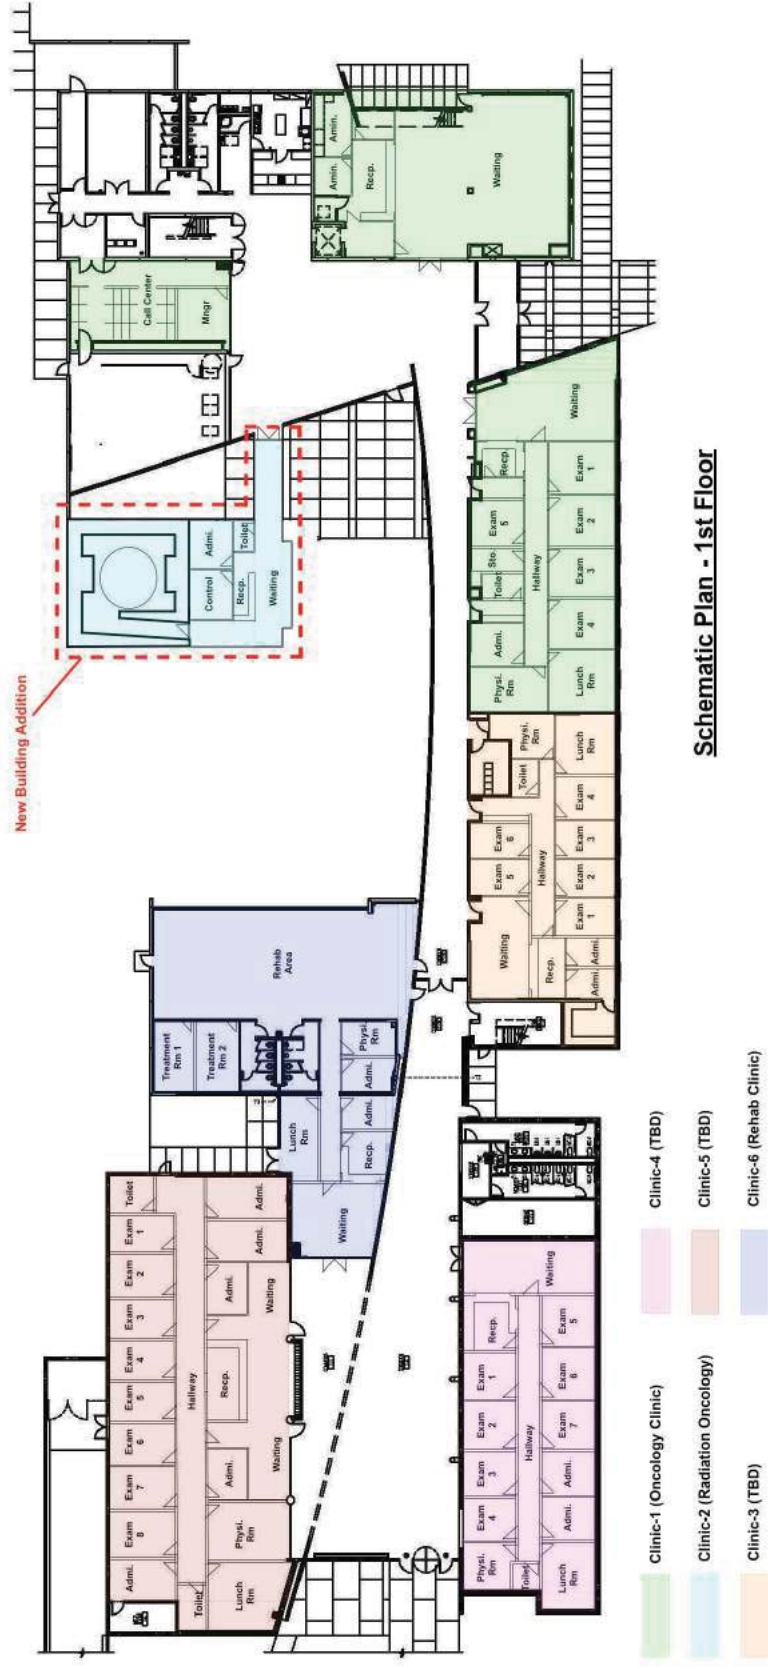 New Building Addition
Control
Admi.
Recp.
Toilet
Waiting
Call Center
Mngr
Amin.
Amin.
Recp.
Waiting
Treatment
Rm 1
Treatment
Rm 2
Rehab
Area
Lunch
Rm
Admi.
Physi.
Rm
Recp.
Admi.
Waiting
Admi.
Exam
8
Exam
7
Exam
6
Exam
5
Exam
4
Exam
3
Exam
2
Exam
1
Toilet
Toilet
Hallway
Lunch
Rm
Physi.
Rm
Admi.
Waiting
Recp.
Admi.
Waiting
Admi.
Admi.
Physi.
Rm
Exam
4
Exam
3
Exam
2
Exam
1
Recp.
Waiting
Toilet
Hallway
Lunch
Rm
Admi.
Admi.
Exam
7
Exam
6
Exam
5
Waiting
Exam
5
Exam
6
Toilet
Physi.
Rm
Recp.
Hallway
Admi.
Admi.
Exam
1
Exam
2
Exam
3
Exam
4
Lunch
Rm
Physi.
Rm
Admi.
Toilet
Sto.
Exam
5
Recp.
Waiting
Hallway
Lunch
Rm
Exam
4
Exam
3
Exam
2
Exam
1
Schematic Plan - 1st Floor
Clinic-1 (Oncology Clinic)
Clinic-4 (TBD)
Clinic-2 (Radiation Oncology)
Clinic-5 (TBD)
Clinic-3 (TBD)
Clinic-6 (Rehab Clinic)